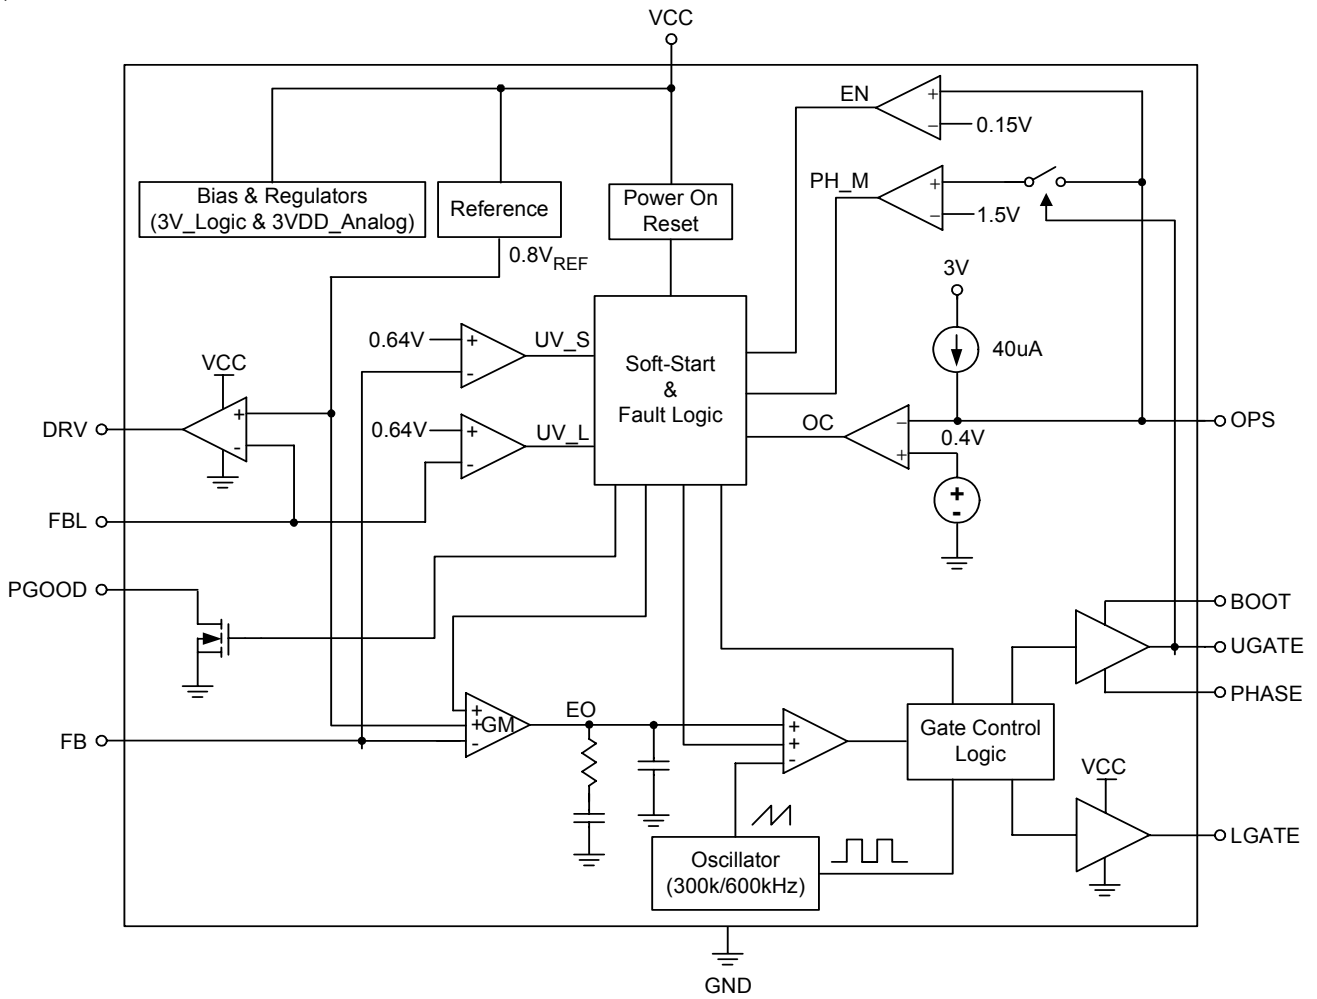 VCC
EN
+
−
0.15V
PH_M
+
−
1.5V
Bias & Regulators
(3V_Logic & 3VDD_Analog)
Reference
Power On
Reset
0.8VREF
3V
40uA
0.64V
+
-
UV_S
Soft-Start
&
Fault Logic
VCC
DRV
+
-
0.64V
+
-
UV_L
OC
−
+
0.4V
OPS
+
-
FBL
PGOOD
BOOT
UGATE
PHASE
FB
+
+
-
GM
EO
+
+
-
Gate Control
Logic
VCC
LGATE
Oscillator
(300k/600kHz)
GND